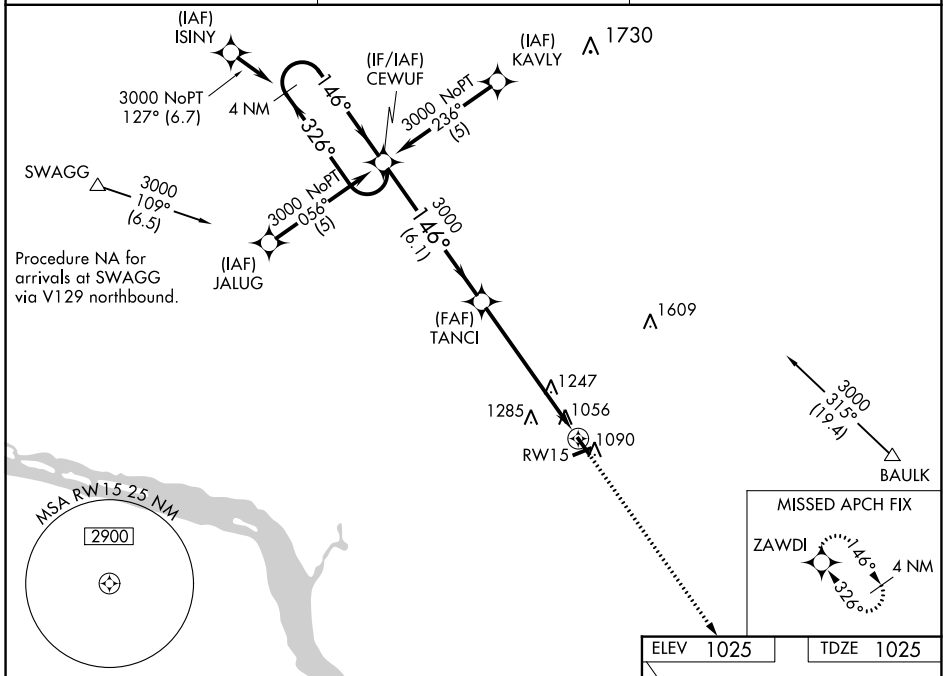 (IAF)
ISINY
3000 NoPT
127° (6.7)
4 NM
146°
326°
(IF/IAF)
CEWUF
(IAF)
KAVLY
1730
3000 NoPT
236°
(5)
SWAGG
3000
109°
(6.5)
3000 NoPT
056°
(5)
(IAF)
JALUG
Procedure NA for
arrivals at SWAGG
via V129 northbound.
3000
146°
(6.1)
(FAF)
TANCI
1609
1247
1285
1056
1090
RW15
3000
315°
(19.4)
BAULK
MSA RW15 25 NM
2900
MISSED APCH FIX
ZAWDI
146°
326°
4 NM
ELEV 1025
TDZE 1025